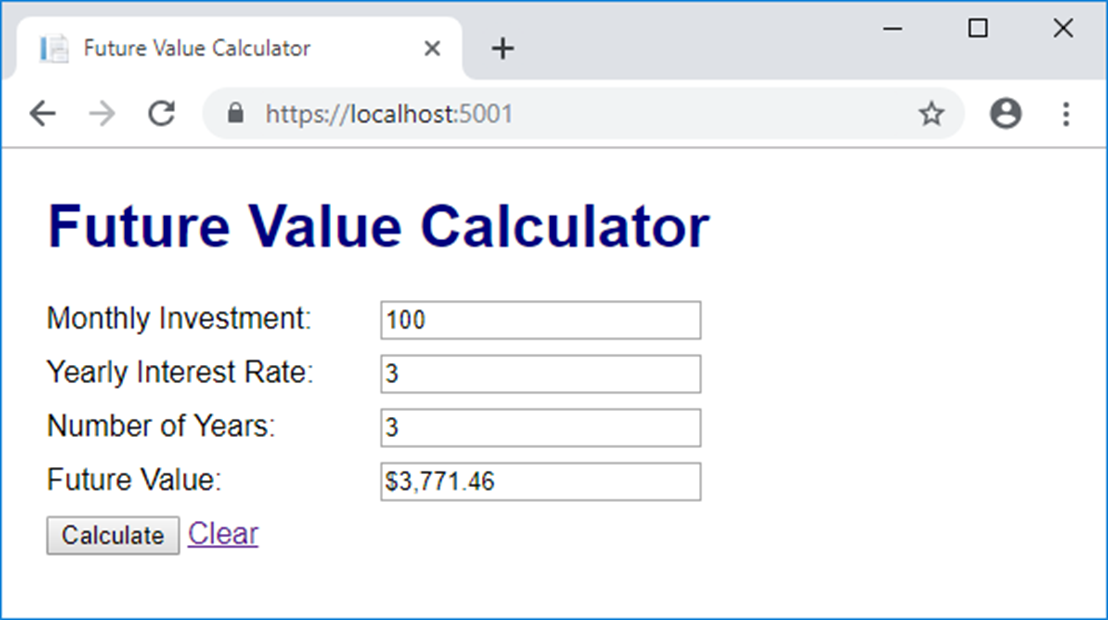 Future Value Calculator
https://localhost:5001
Future Value Calculator
Monthly Investment: 100
Yearly Interest Rate: 3
Number of Years: 3
Future Value: $3,771.46
Calculate Clear